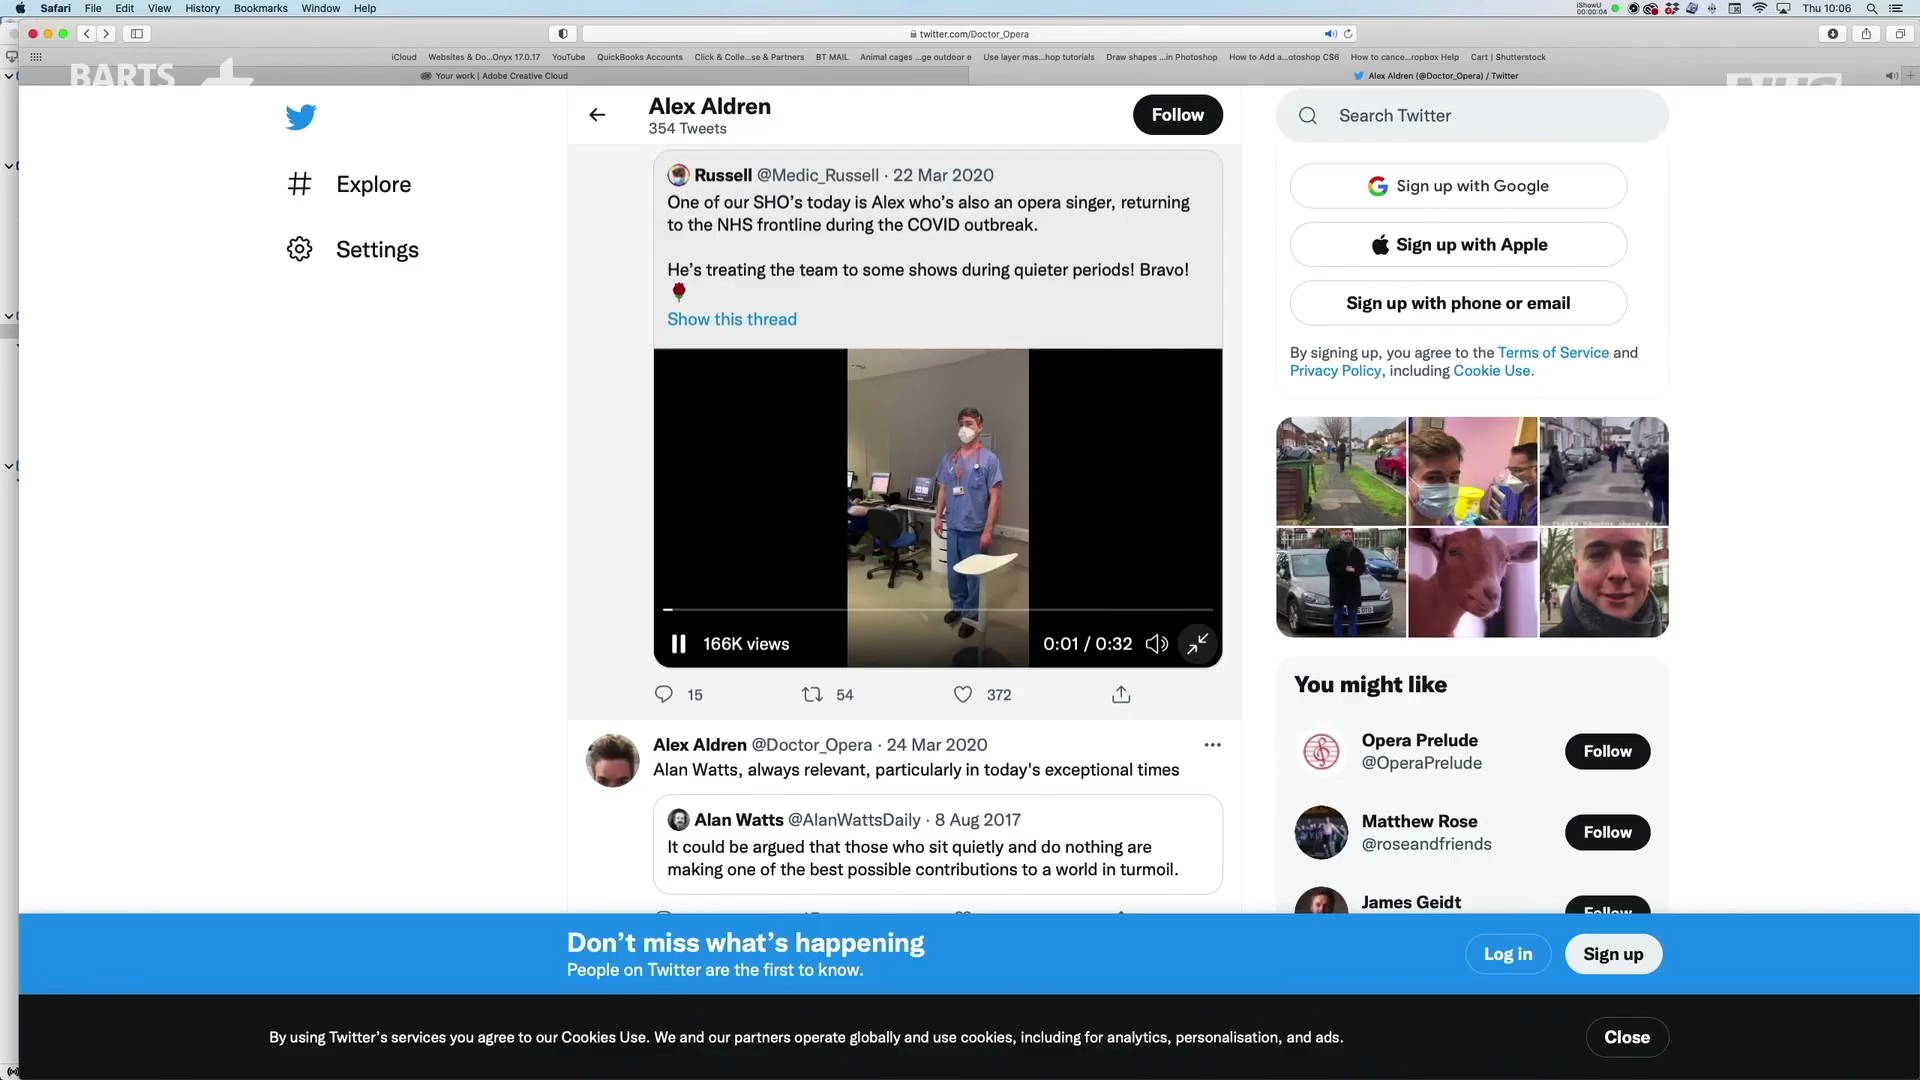 Safari File Edit View History Bookmarks Window Help
iShowU
00:00:04
Thu 10:06
twitter.com/Doctor_Opera
iCloud Websites & Do...Onyx 17.0.17 YouTube QuickBooks Accounts Click & Colle...se & Partners BT MAIL Animal cages ...ge outdoor e Use layer mas...hop tutorials Draw shapes ...in Photoshop How to Add a...otoshop CS6 How to cance...ropbox Help Cart | Shutterstock
Your work | Adobe Creative Cloud
Alex Aldren (@Doctor_Opera) / Twitter
BARTS
NHS
Explore
Settings
Alex Aldren
354 Tweets
Follow
Russell @Medic_Russell · 22 Mar 2020
One of our SHO's today is Alex who's also an opera singer, returning
to the NHS frontline during the COVID outbreak.
He's treating the team to some shows during quieter periods! Bravo!
🌹
Show this thread
166K views
0:01 / 0:32
15 54 372
Alex Aldren @Doctor_Opera · 24 Mar 2020
Alan Watts, always relevant, particularly in today's exceptional times
Alan Watts @AlanWattsDaily · 8 Aug 2017
It could be argued that those who sit quietly and do nothing are
making one of the best possible contributions to a world in turmoil.
Search Twitter
Sign up with Google
Sign up with Apple
Sign up with phone or email
By signing up, you agree to the Terms of Service and
Privacy Policy, including Cookie Use.
You might like
Opera Prelude
@OperaPrelude
Follow
Matthew Rose
@roseandfriends
Follow
James Geidt
Follow
Don't miss what's happening
People on Twitter are the first to know.
Log in
Sign up
By using Twitter's services you agree to our Cookies Use. We and our partners operate globally and use cookies, including for analytics, personalisation, and ads.
Close